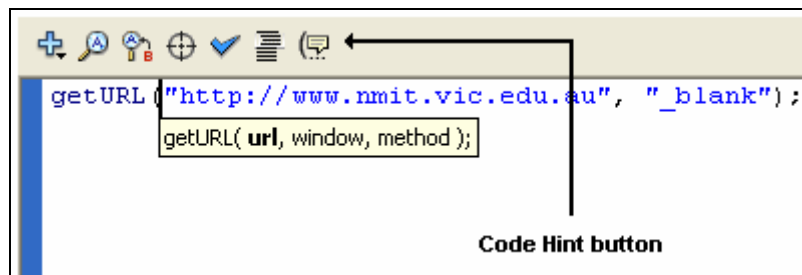 getURL("http://www.nmit.vic.edu.au", "_blank");
getURL( url, window, method );
Code Hint button